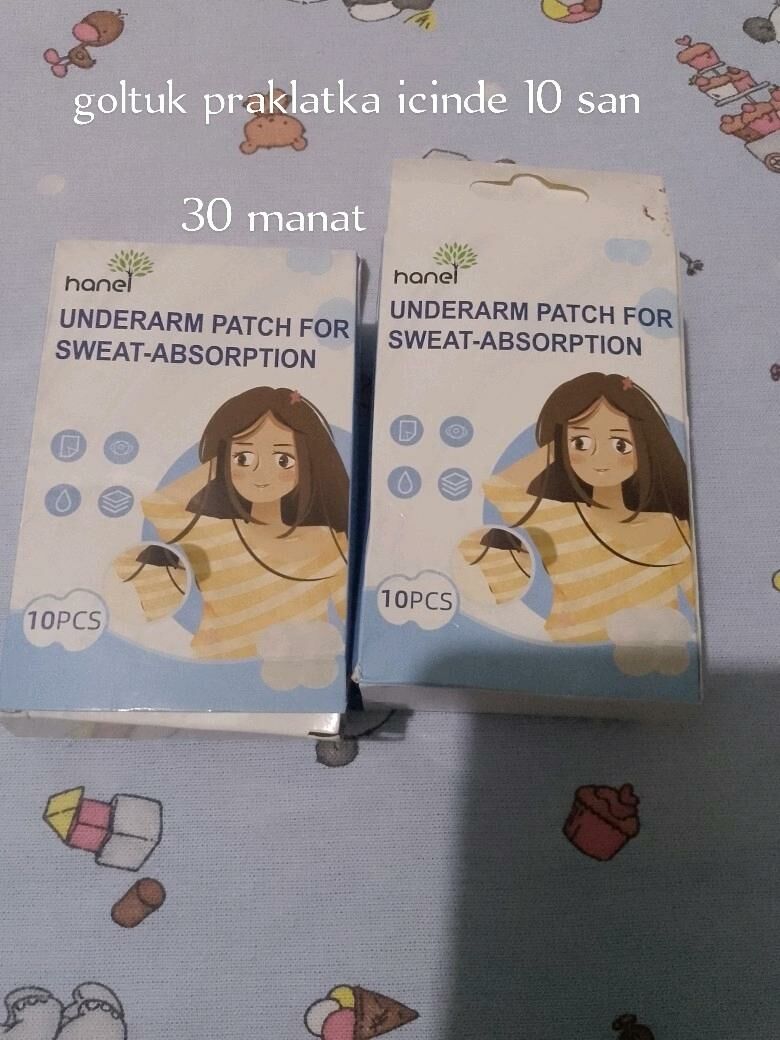 goltuk praklatka icinde 10 san
30 manat
hanel
UNDERARM PATCH FOR
SWEAT-ABSORPTION
10PCS
hanel
UNDERARM PATCH FOR
SWEAT-ABSORPTION
10PCS